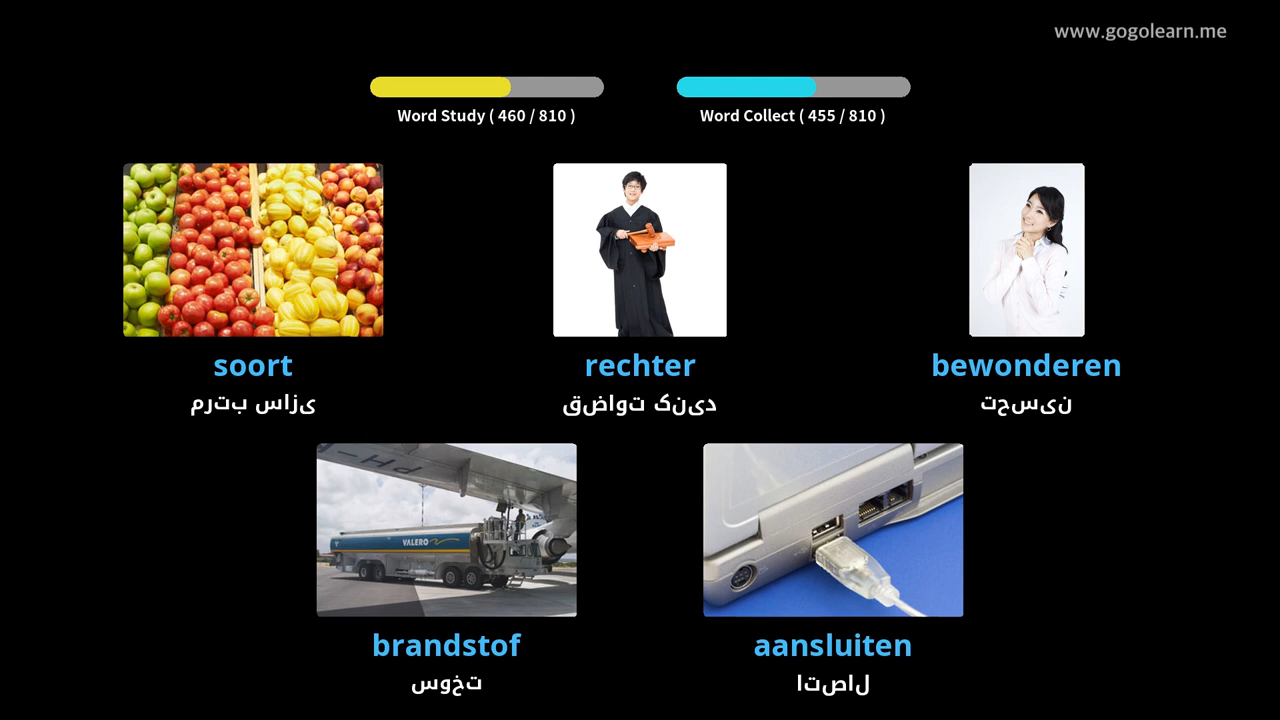 www.gogolearn.me
Word Study ( 460 / 810 )
Word Collect ( 455 / 810 )
soort
مرتب سازی
rechter
قضاوت کنید
bewonderen
تحسین
PH-
VALERO
brandstof
سوخت
aansluiten
اتصال